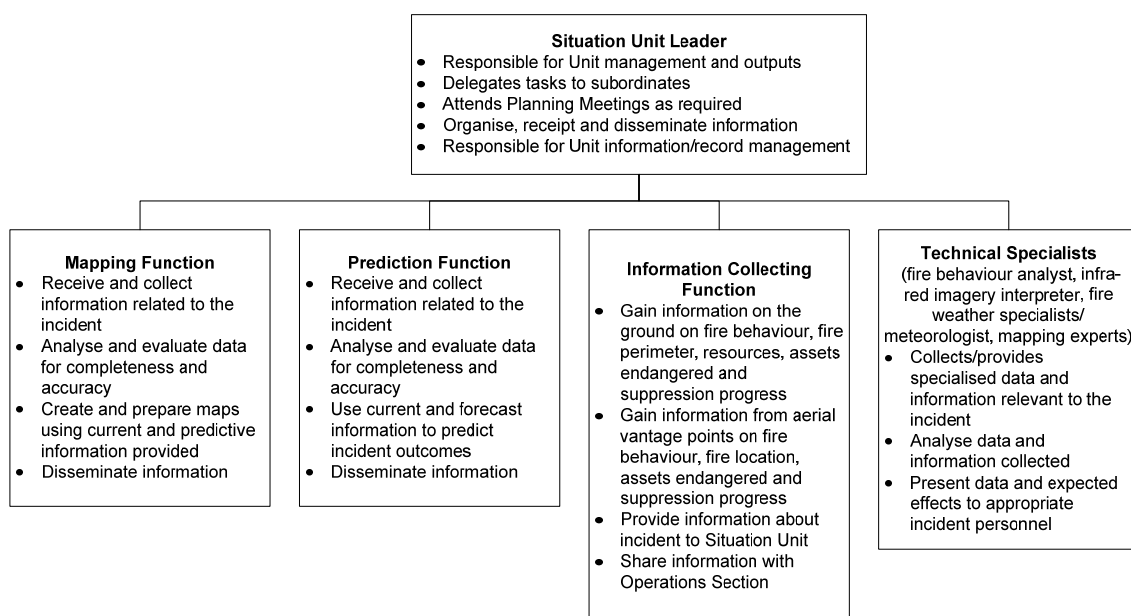 Situation Unit Leader
● Responsible for Unit management and outputs
● Delegates tasks to subordinates
● Attends Planning Meetings as required
● Organise, receipt and disseminate information
● Responsible for Unit information/record management
Mapping Function
● Receive and collect
information related to the
incident
● Analyse and evaluate data
for completeness and
accuracy
● Create and prepare maps
using current and predictive
information provided
● Disseminate information
Prediction Function
● Receive and collect
information related to the
incident
● Analyse and evaluate data
for completeness and
accuracy
● Use current and forecast
information to predict
incident outcomes
● Disseminate information
Information Collecting
Function
● Gain information on the
ground on fire behaviour, fire
perimeter, resources, assets
endangered and
suppression progress
● Gain information from aerial
vantage points on fire
behaviour, fire location,
assets endangered and
suppression progress
● Provide information about
incident to Situation Unit
● Share information with
Operations Section
Technical Specialists
(fire behaviour analyst, infra-
red imagery interpreter, fire
weather specialists/
meteorologist, mapping experts)
● Collects/provides
specialised data and
information relevant to the
incident
● Analyse data and
information collected
● Present data and expected
effects to appropriate
incident personnel